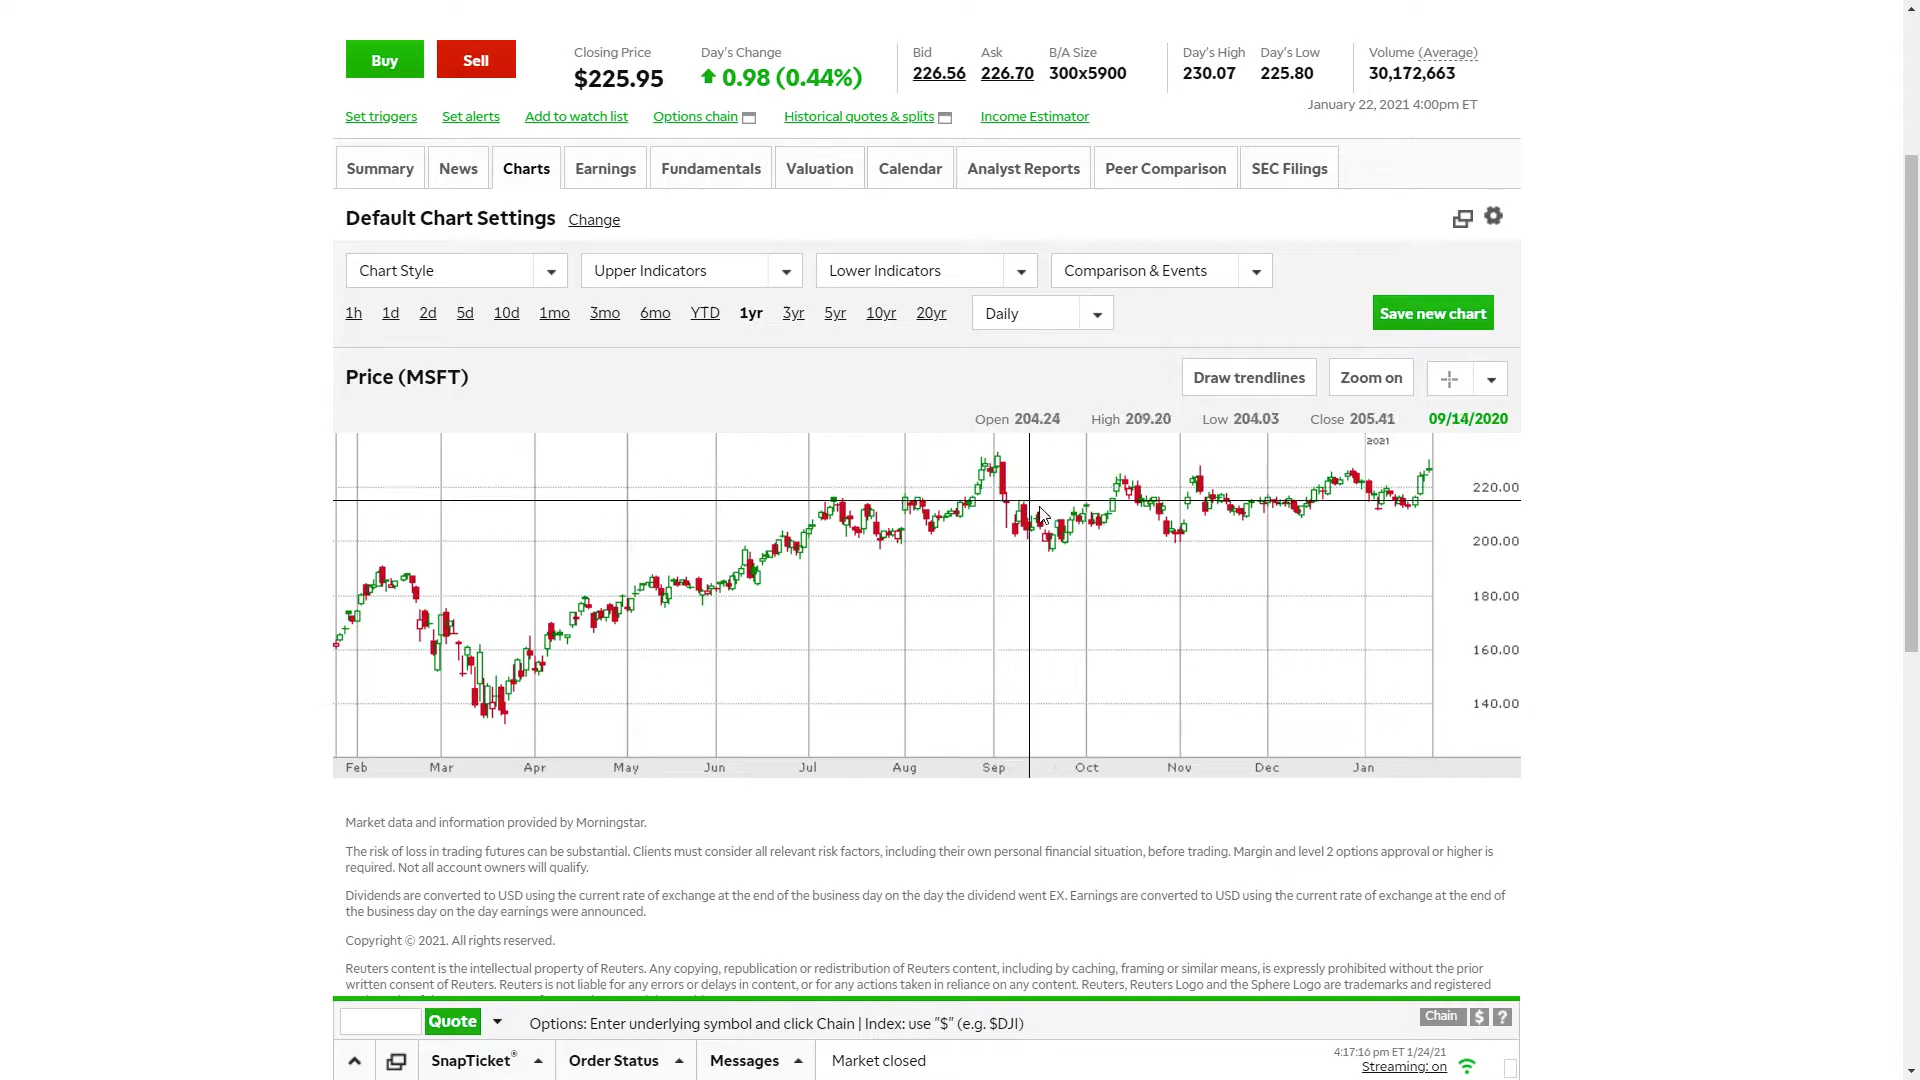 Buy
Sell
Closing Price
$225.95
Day's Change
0.98 (0.44%)
Bid
226.56
Ask
226.70
B/A Size
300x5900
Day's High
230.07
Day's Low
225.80
Volume (Average)
30,172,663
January 22, 2021 4:00pm ET
Set triggers
Set alerts
Add to watch list
Options chain
Historical quotes & splits
Income Estimator
Summary
News
Charts
Earnings
Fundamentals
Valuation
Calendar
Analyst Reports
Peer Comparison
SEC Filings
Default Chart Settings
Change
Chart Style
Upper Indicators
Lower Indicators
Comparison & Events
1h 1d 2d 5d 10d 1mo 3mo 6mo YTD 1yr 3yr 5yr 10yr 20yr
Daily
Save new chart
Price (MSFT)
Draw trendlines
Zoom on
Open 204.24 High 209.20 Low 204.03 Close 205.41 09/14/2020
2021
220.00
200.00
180.00
160.00
140.00
Feb Mar Apr May Jun Jul Aug Sep Oct Nov Dec Jan
Market data and information provided by Morningstar.
The risk of loss in trading futures can be substantial. Clients must consider all relevant risk factors, including their own personal financial situation, before trading. Margin and level 2 options approval or higher is
required. Not all account owners will qualify.
Dividends are converted to USD using the current rate of exchange at the end of the business day on the day the dividend went EX. Earnings are converted to USD using the current rate of exchange at the end of
the business day on the day earnings were announced.
Copyright © 2021. All rights reserved.
Reuters content is the intellectual property of Reuters. Any copying, republication or redistribution of Reuters content, including by caching, framing or similar means, is expressly prohibited without the prior
written consent of Reuters. Reuters is not liable for any errors or delays in content, or for any actions taken in reliance on any content. Reuters, Reuters Logo and the Sphere Logo are trademarks and registered
Quote
Options: Enter underlying symbol and click Chain | Index: use "$" (e.g. $DJI)
Chain
$
?
SnapTicket®
Order Status
Messages
Market closed
4:17:16 pm ET 1/24/21
Streaming: on